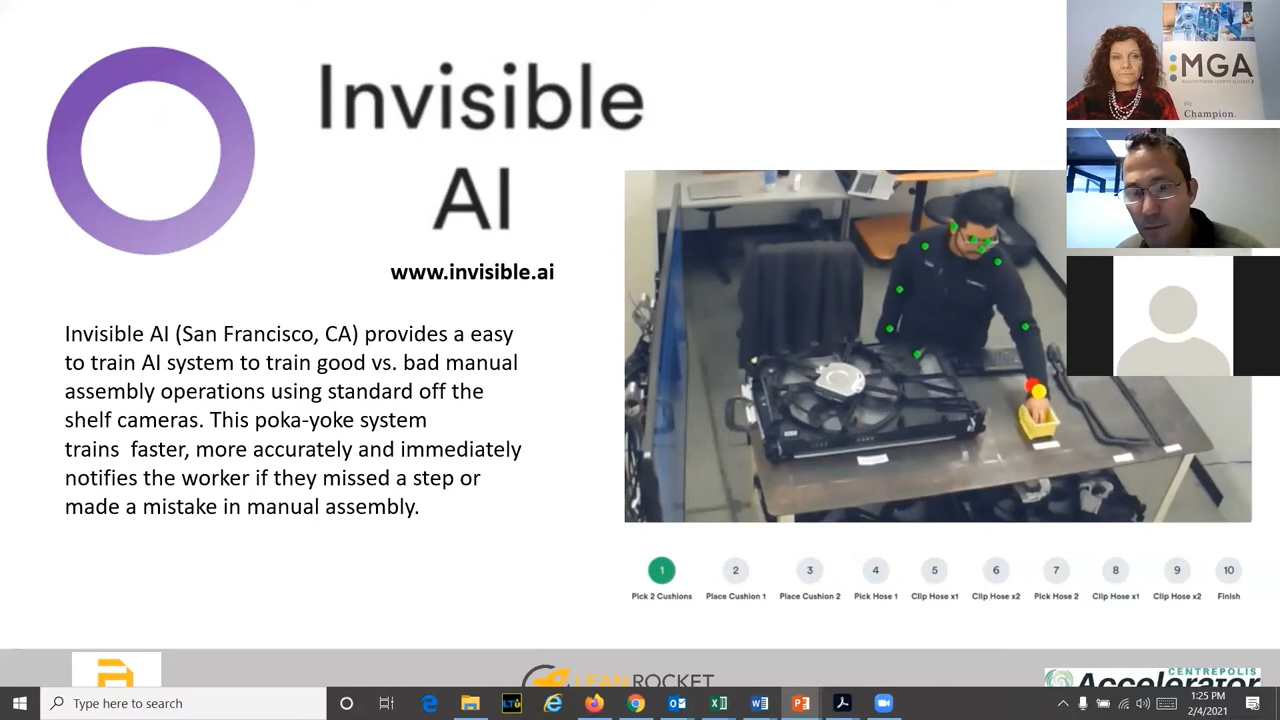 Invisible
AI
www.invisible.ai
Invisible AI (San Francisco, CA) provides a easy
to train AI system to train good vs. bad manual
assembly operations using standard off the
shelf cameras. This poka-yoke system
trains  faster, more accurately and immediately
notifies the worker if they missed a step or
made a mistake in manual assembly.
MGA
We
Champion.
1 2 3 4 5 6 7 8 9 10
Pick 2 Cushions Place Cushion 1 Place Cushion 2 Pick Hose 1 Clip Hose x1 Clip Hose x2 Pick Hose 2 Clip Hose x1 Clip Hose x2 Finish
LEANROCKET
CENTREPOLIS
Accelerator
Type here to search
LTU
1:25 PM
2/4/2021